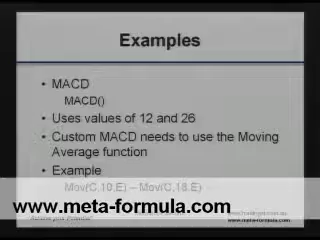 Examples
• MACD
MACD()
• Uses values of 12 and 26
• Custom MACD needs to use the Moving
Average function
• Example
Mov(C,10,E) – Mov(C,18,E)
www.meta-formula.com
www.meta-formula.com